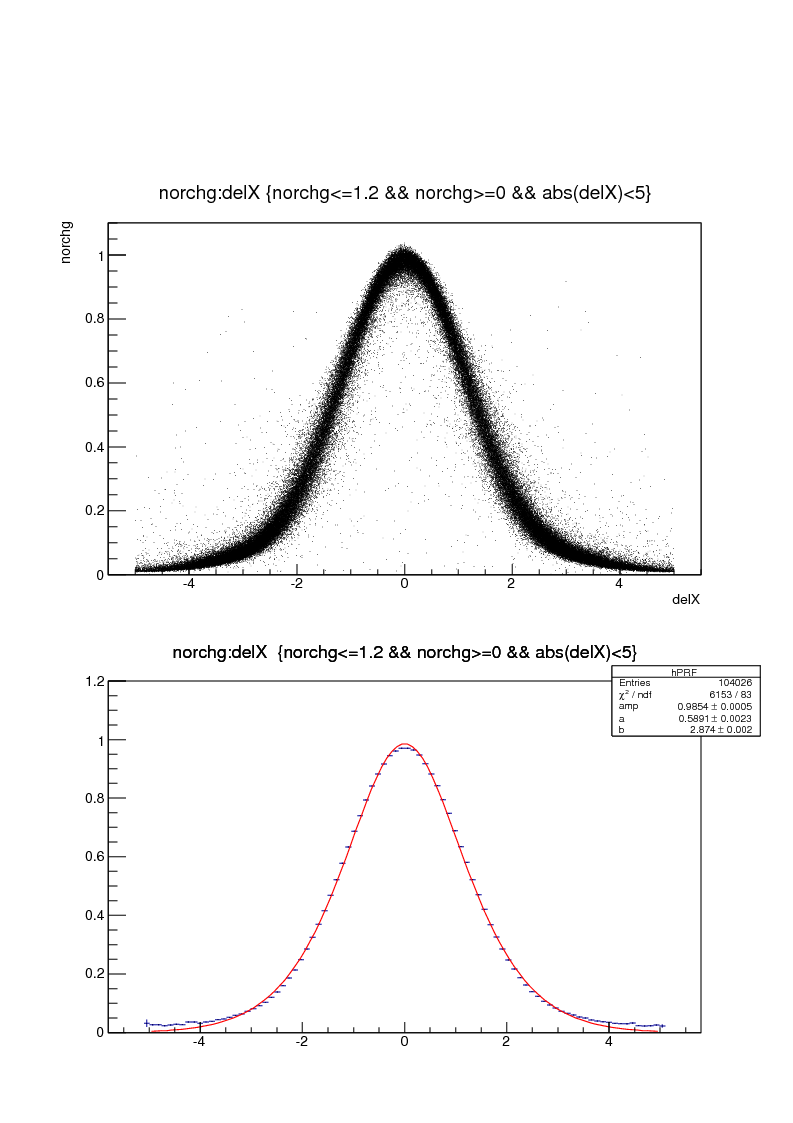 norchg:delX {norchg<=1.2 && norchg>=0 && abs(delX)<5}
norchg
1
0.8
0.6
0.4
0.2
0
-4 -2 0 2 4
delX
norchg:delX {norchg<=1.2 && norchg>=0 && abs(delX)<5}
hPRF
Entries 104026
χ² / ndf 6153 / 83
amp 0.9854 ± 0.0005
a 0.5891 ± 0.0023
b 2.874 ± 0.002
1.2
1
0.8
0.6
0.4
0.2
0
-4 -2 0 2 4